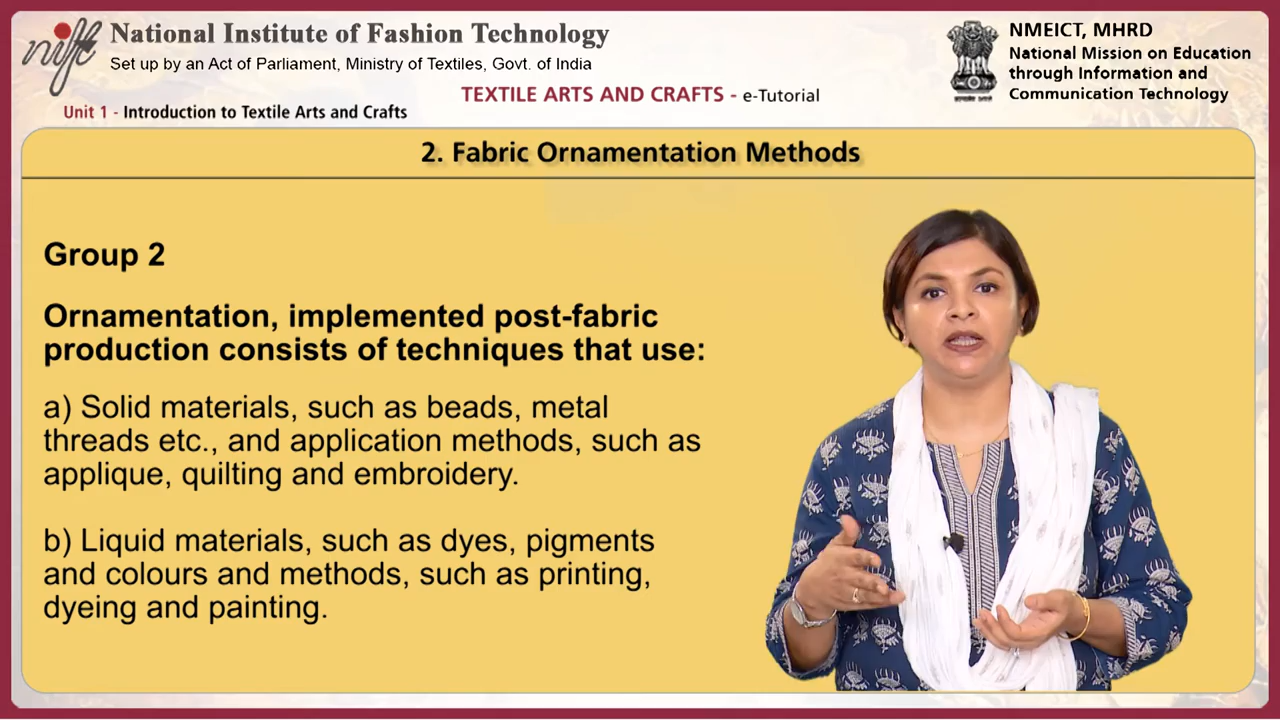 nift
National Institute of Fashion Technology
Set up by an Act of Parliament, Ministry of Textiles, Govt. of India
NMEICT, MHRD
National Mission on Education
through Information and
Communication Technology
TEXTILE ARTS AND CRAFTS - e-Tutorial
Unit 1 - Introduction to Textile Arts and Crafts
2. Fabric Ornamentation Methods
Group 2
Ornamentation, implemented post-fabric
production consists of techniques that use:
a) Solid materials, such as beads, metal
threads etc., and application methods, such as
applique, quilting and embroidery.
b) Liquid materials, such as dyes, pigments
and colours and methods, such as printing,
dyeing and painting.